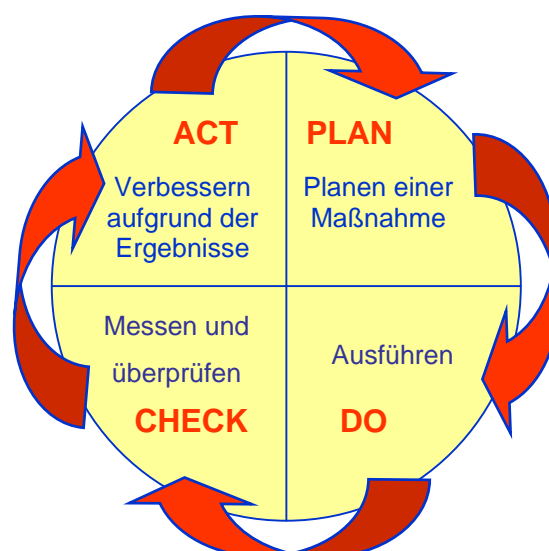 ACT
Verbessern
aufgrund der
Ergebnisse
PLAN
Planen einer
Maßnahme
Messen und
überprüfen
CHECK
Ausführen
DO